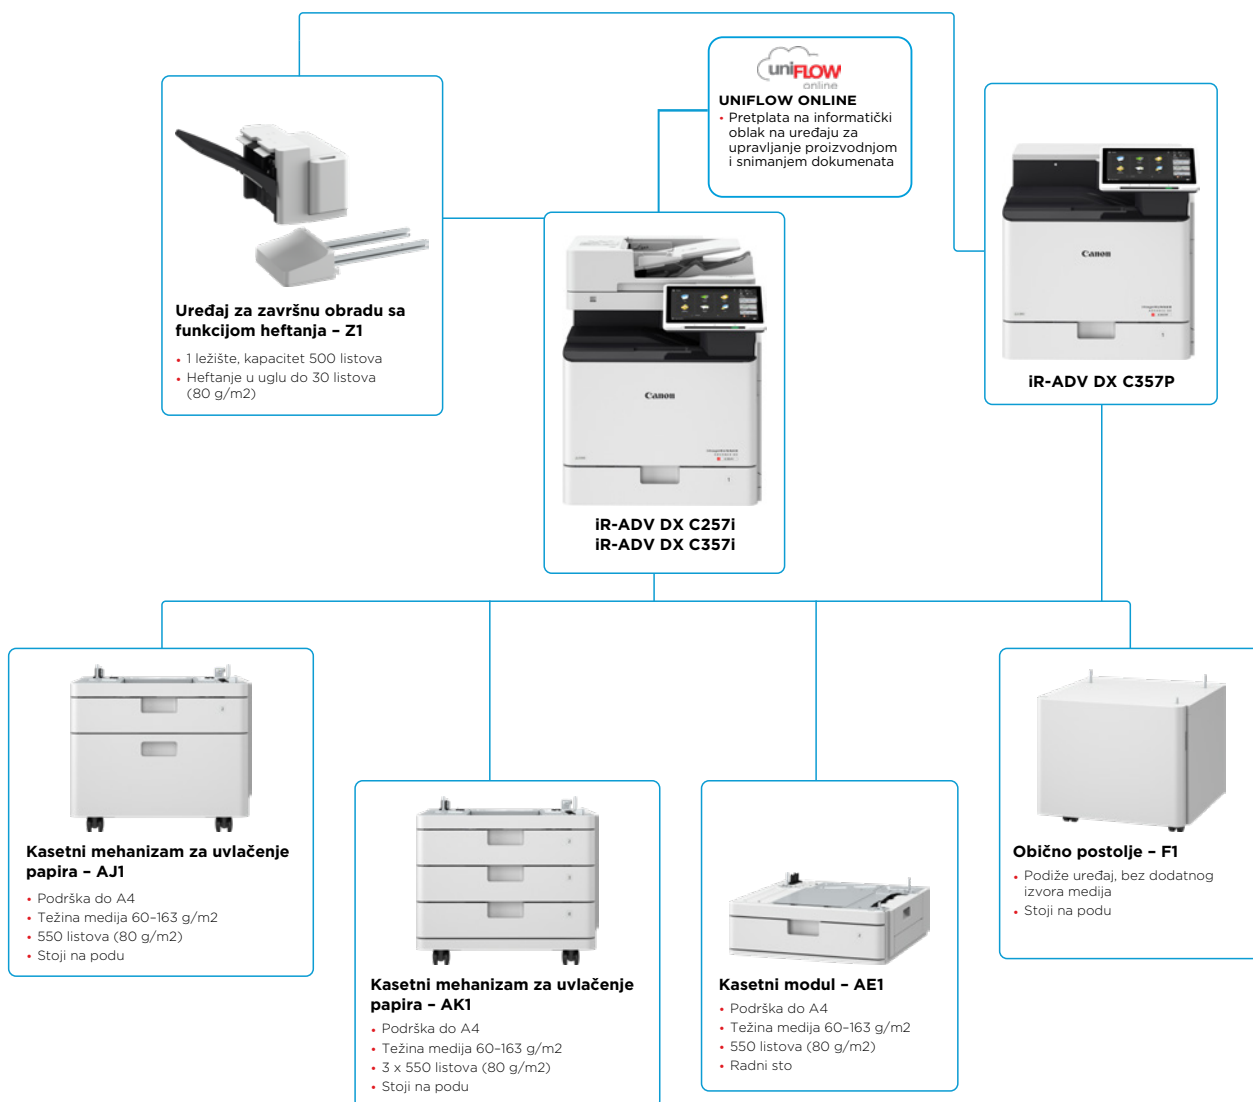 uniFLOW
online
UNIFLOW ONLINE
• Pretplata na informatički
oblak na uređaju za
upravljanje proizvodnjom
i snimanjem dokumenata
Uređaj za završnu obradu sa
funkcijom heftanja – Z1
• 1 ležište, kapacitet 500 listova
• Heftanje u uglu do 30 listova
(80 g/m2)
Canon
iR-ADV DX C257i
iR-ADV DX C357i
Canon
iR-ADV DX C357P
Kasetni mehanizam za uvlačenje
papira – AJ1
• Podrška do A4
• Težina medija 60–163 g/m2
• 550 listova (80 g/m2)
• Stoji na podu
Kasetni mehanizam za uvlačenje
papira – AK1
• Podrška do A4
• Težina medija 60–163 g/m2
• 3 x 550 listova (80 g/m2)
• Stoji na podu
Kasetni modul – AE1
• Podrška do A4
• Težina medija 60–163 g/m2
• 550 listova (80 g/m2)
• Radni sto
Obično postolje – F1
• Podiže uređaj, bez dodatnog
izvora medija
• Stoji na podu